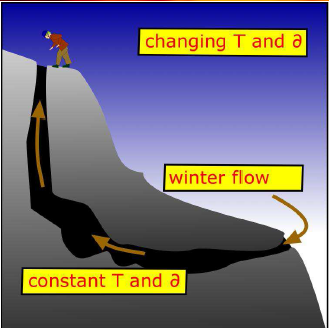 changing T and ∂
winter flow
constant T and ∂